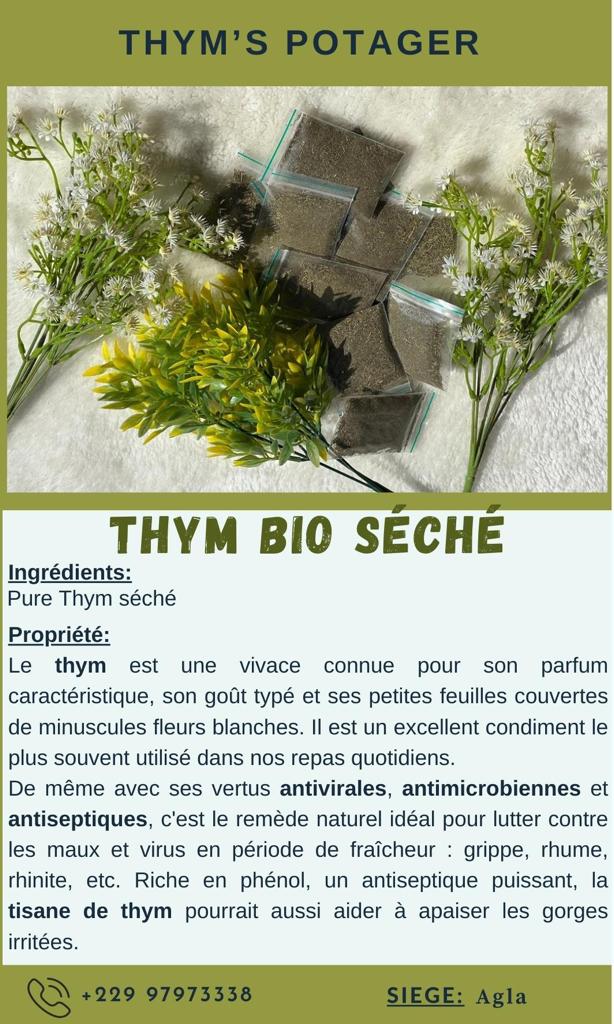 THYM’S POTAGER
THYM BIO SÉCHÉ
Ingrédients:
Pure Thym séché
Propriété:
Le thym est une vivace connue pour son parfum
caractéristique, son goût typé et ses petites feuilles couvertes
de minuscules fleurs blanches. Il est un excellent condiment le
plus souvent utilisé dans nos repas quotidiens.
De même avec ses vertus antivirales, antimicrobiennes et
antiseptiques, c'est le remède naturel idéal pour lutter contre
les maux et virus en période de fraîcheur : grippe, rhume,
rhinite, etc. Riche en phénol, un antiseptique puissant, la
tisane de thym pourrait aussi aider à apaiser les gorges
irritées.
+229 97973338
SIEGE: Agla